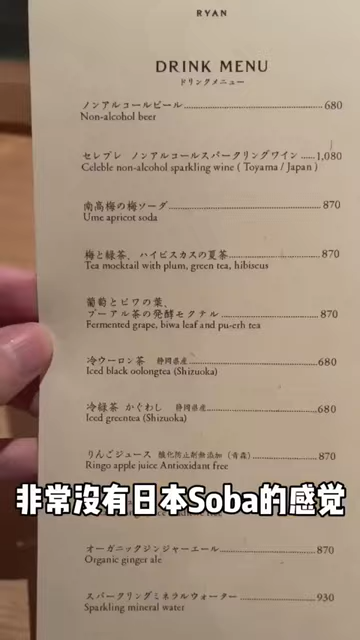 RYAN
DRINK MENU
ドリンクメニュー
ノンアルコールビール 680
Non-alcohol beer
セレブレ ノンアルコールスパークリングワイン 1,080
Celeble non-alcohol sparkling wine ( Toyama / Japan )
南高梅の梅ソーダ 870
Ume apricot soda
梅と緑茶、ハイビスカスの夏茶 870
Tea mocktail with plum, green tea, hibiscus
葡萄とビワの葉、
プーアル茶の発酵モクテル 870
Fermented grape, biwa leaf and pu-erh tea
冷ウーロン茶 静岡県産 680
Iced black oolongtea (Shizuoka)
冷緑茶 かぐわし 静岡県産 680
Iced greentea (Shizuoka)
りんごジュース 酸化防止剤無添加 (青森) 870
Ringo apple juice Antioxidant free
非常沒有日本Soba的感覺
オーガニックジンジャーエール 870
Organic ginger ale
スパークリングミネラルウォーター 930
Sparkling mineral water